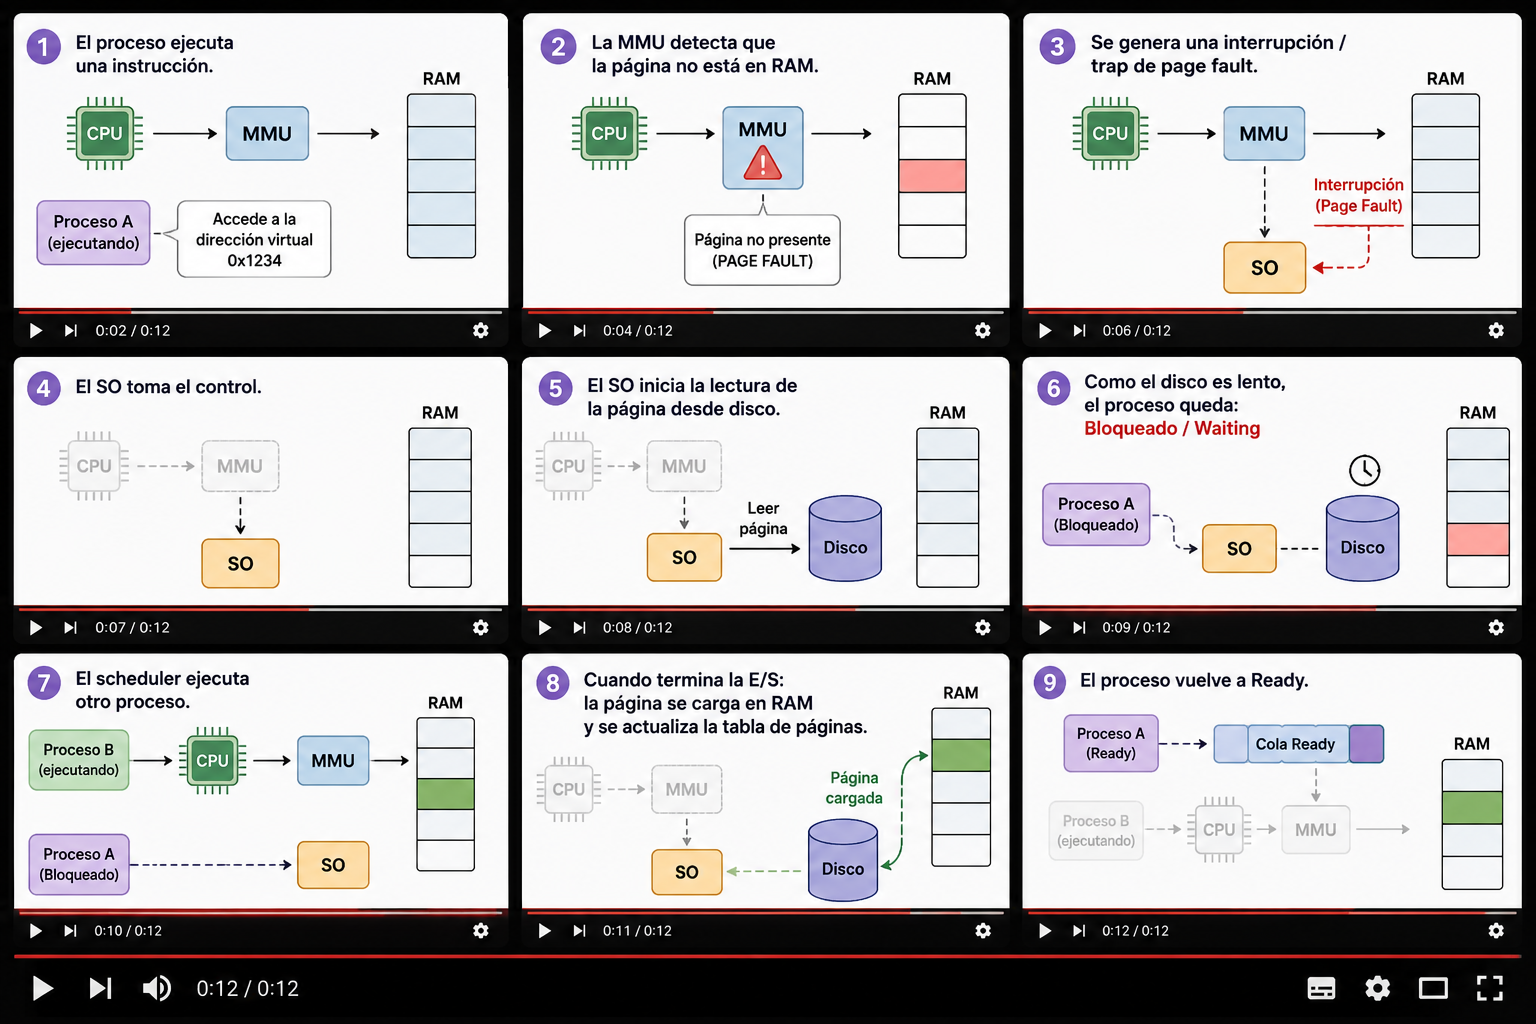 1
El proceso ejecuta
una instrucción.
RAM
CPU
MMU
Proceso A
(ejecutando)
Accede a la
dirección virtual
0x1234
0:02 / 0:12
2
La MMU detecta que
la página no está en RAM.
RAM
CPU
MMU
!
Página no presente
(PAGE FAULT)
0:04 / 0:12
3
Se genera una interrupción /
trap de page fault.
RAM
CPU
MMU
Interrupción
(Page Fault)
SO
0:06 / 0:12
4
El SO toma el control.
RAM
CPU
MMU
SO
0:07 / 0:12
5
El SO inicia la lectura de
la página desde disco.
RAM
CPU
MMU
Leer
página
SO
Disco
0:08 / 0:12
6
Como el disco es lento,
el proceso queda:
Bloqueado / Waiting
RAM
Proceso A
(Bloqueado)
SO
Disco
0:09 / 0:12
7
El scheduler ejecuta
otro proceso.
RAM
Proceso B
(ejecutando)
CPU
MMU
Proceso A
(Bloqueado)
SO
0:10 / 0:12
8
Cuando termina la E/S:
la página se carga en RAM
y se actualiza la tabla de páginas.
RAM
CPU
MMU
Página
cargada
SO
Disco
0:11 / 0:12
9
El proceso vuelve a Ready.
Proceso A
(Ready)
Cola Ready
RAM
Proceso B
(ejecutando)
CPU
MMU
0:12 / 0:12
0:12 / 0:12